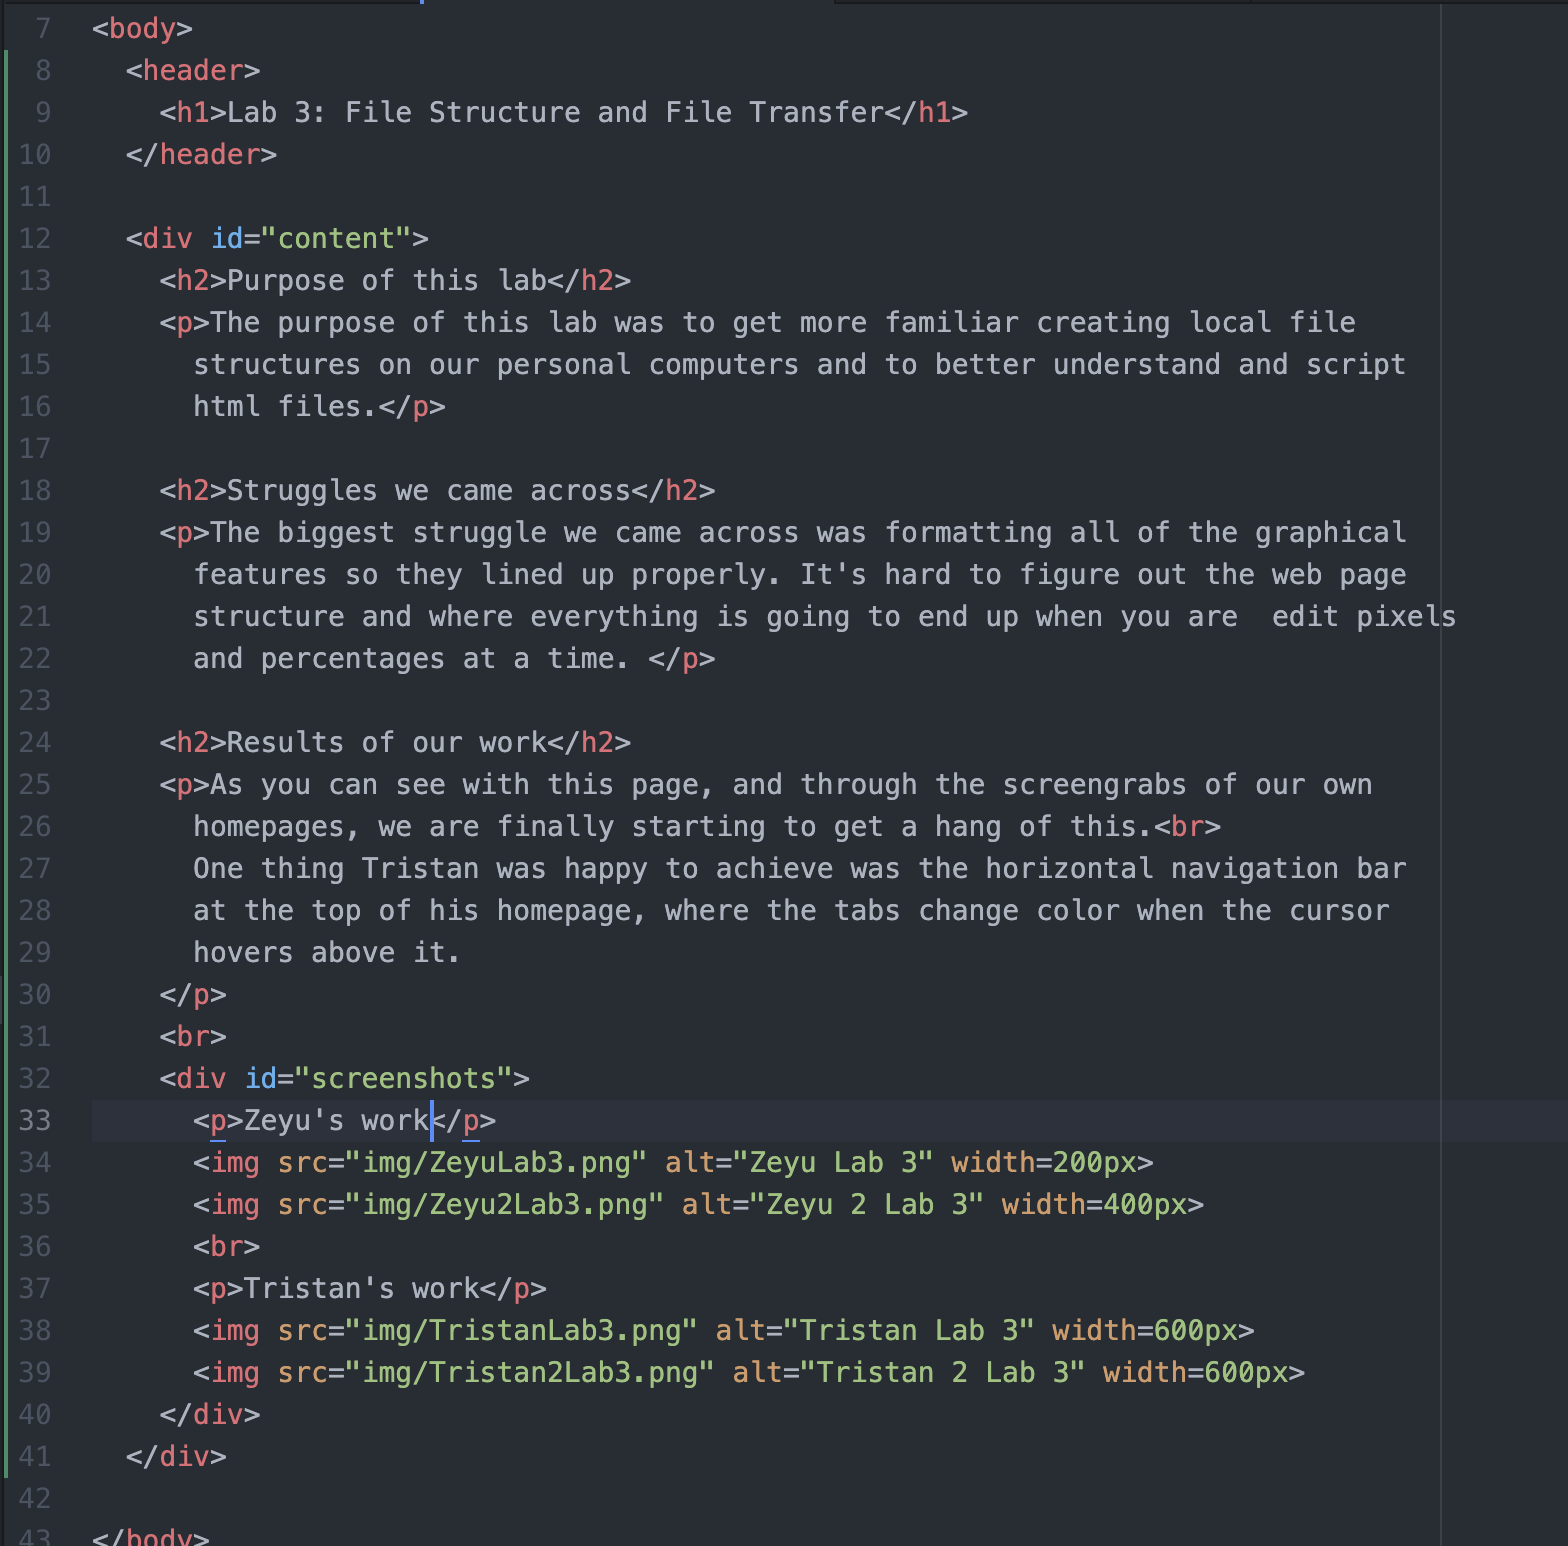 7 <body>
8 <header>
9 <h1>Lab 3: File Structure and File Transfer</h1>
10 </header>
11
12 <div id="content">
13 <h2>Purpose of this lab</h2>
14 <p>The purpose of this lab was to get more familiar creating local file
15 structures on our personal computers and to better understand and script
16 html files.</p>
17
18 <h2>Struggles we came across</h2>
19 <p>The biggest struggle we came across was formatting all of the graphical
20 features so they lined up properly. It's hard to figure out the web page
21 structure and where everything is going to end up when you are  edit pixels
22 and percentages at a time. </p>
23
24 <h2>Results of our work</h2>
25 <p>As you can see with this page, and through the screengrabs of our own
26 homepages, we are finally starting to get a hang of this.<br>
27 One thing Tristan was happy to achieve was the horizontal navigation bar
28 at the top of his homepage, where the tabs change color when the cursor
29 hovers above it.
30 </p>
31 <br>
32 <div id="screenshots">
33 <p>Zeyu's work</p>
34 <img src="img/ZeyuLab3.png" alt="Zeyu Lab 3" width=200px>
35 <img src="img/Zeyu2Lab3.png" alt="Zeyu 2 Lab 3" width=400px>
36 <br>
37 <p>Tristan's work</p>
38 <img src="img/TristanLab3.png" alt="Tristan Lab 3" width=600px>
39 <img src="img/Tristan2Lab3.png" alt="Tristan 2 Lab 3" width=600px>
40 </div>
41 </div>
42
43 </body>